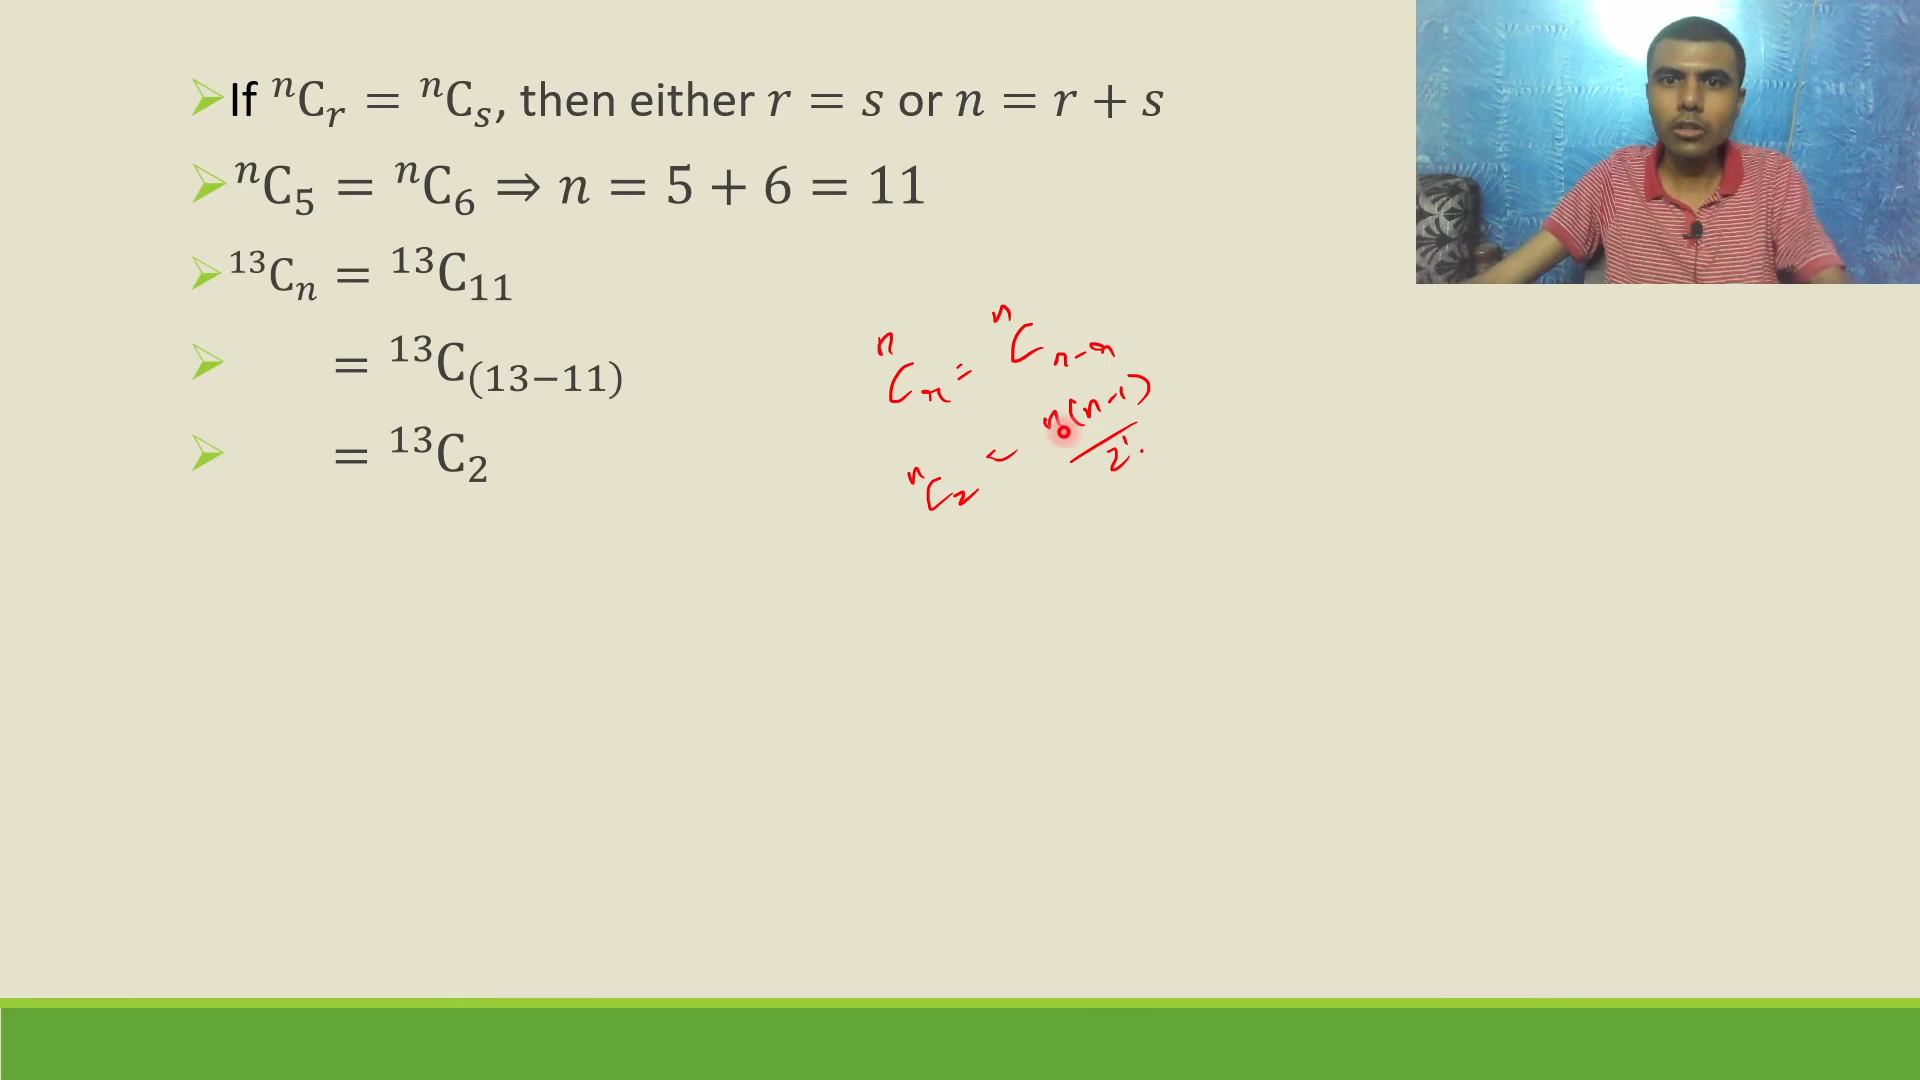 If ⁿCᵣ = ⁿCₛ, then either r = s or n = r + s
ⁿC₅ = ⁿC₆ ⇒ n = 5 + 6 = 11
¹³Cₙ = ¹³C₁₁
= ¹³C₍₁₃₋₁₁₎
= ¹³C₂
ⁿCᵣ = ⁿCₙ₋ᵣ
ⁿC₂ = n(n-1)/2!